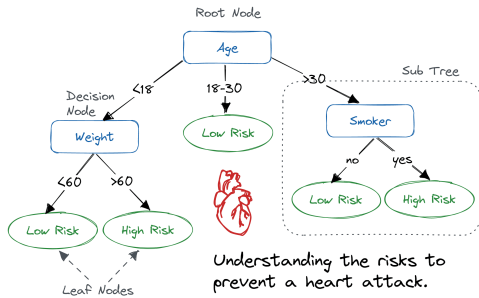 Root Node
Age
<18
18-30
>30
Sub Tree
Decision
Node
Weight
Low Risk
Smoker
<60
>60
no
yes
Low Risk
High Risk
Low Risk
High Risk
Leaf Nodes
Understanding the risks to
prevent a heart attack.